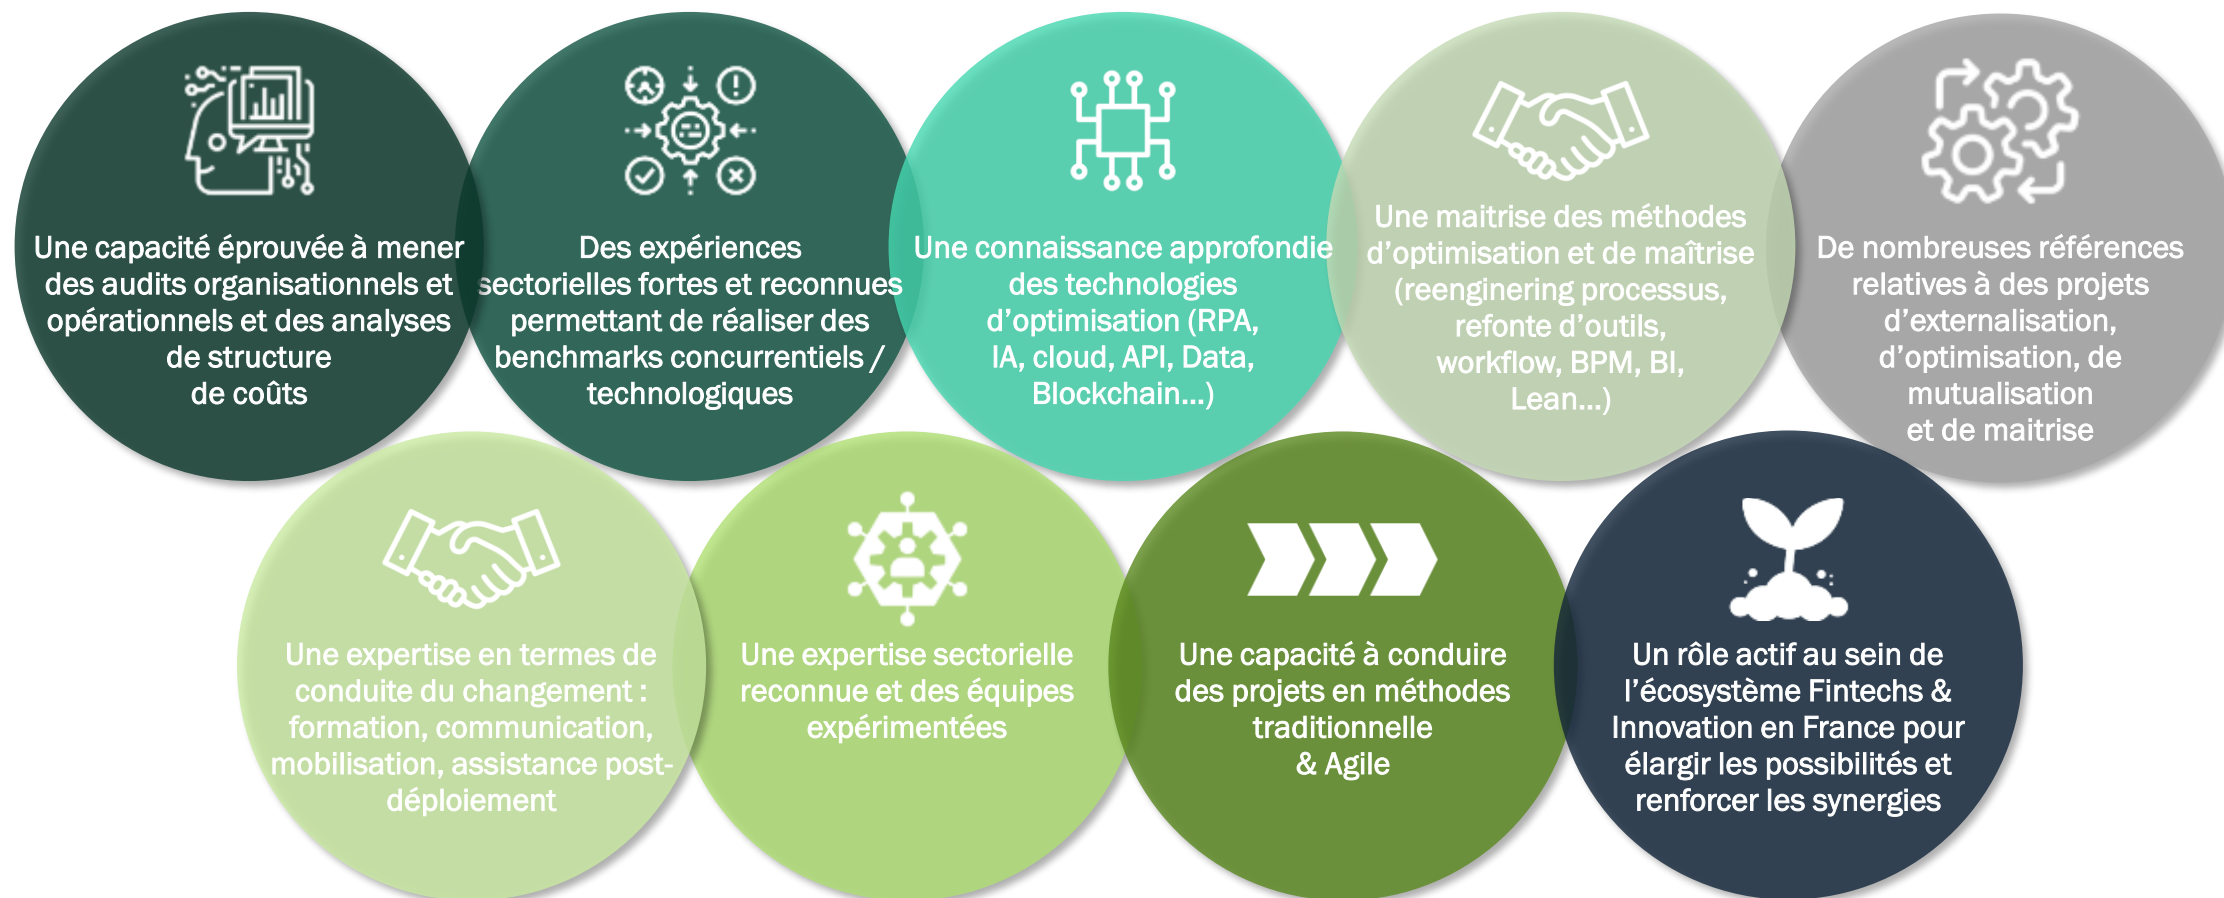 Une capacité éprouvée à mener
des audits organisationnels et
opérationnels et des analyses
de structure
de coûts
Des expériences
sectorielles fortes et reconnues
permettant de réaliser des
benchmarks concurrentiels /
technologiques
Une connaissance approfondie
des technologies
d’optimisation (RPA,
IA, cloud, API, Data,
Blockchain...)
Une maitrise des méthodes
d’optimisation et de maîtrise
(reenginering processus,
refonte d’outils,
workflow, BPM, BI,
Lean...)
De nombreuses références
relatives à des projets
d’externalisation,
d’optimisation, de
mutualisation
et de maitrise
Une expertise en termes de
conduite du changement :
formation, communication,
mobilisation, assistance post-
déploiement
Une expertise sectorielle
reconnue et des équipes
expérimentées
Une capacité à conduire
des projets en méthodes
traditionnelle
& Agile
Un rôle actif au sein de
l’écosystème Fintechs &
Innovation en France pour
élargir les possibilités et
renforcer les synergies